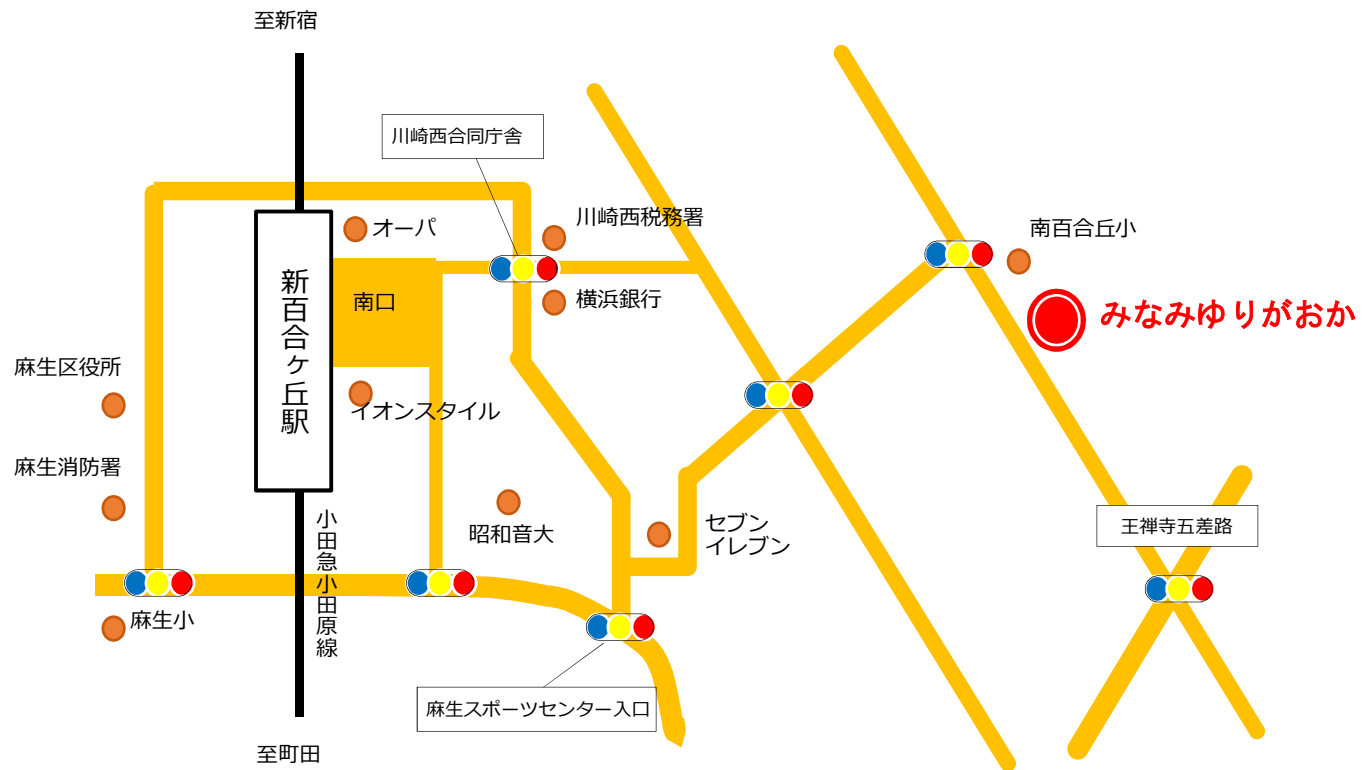 至新宿
川崎西合同庁舎
川崎西税務署
オーパ
南百合丘小
新百合ヶ丘駅
南口
横浜銀行
みなみゆりがおか
麻生区役所
イオンスタイル
麻生消防署
小田急小田原線
昭和音大
セブン
イレブン
王禅寺五差路
麻生小
麻生スポーツセンター入口
至町田